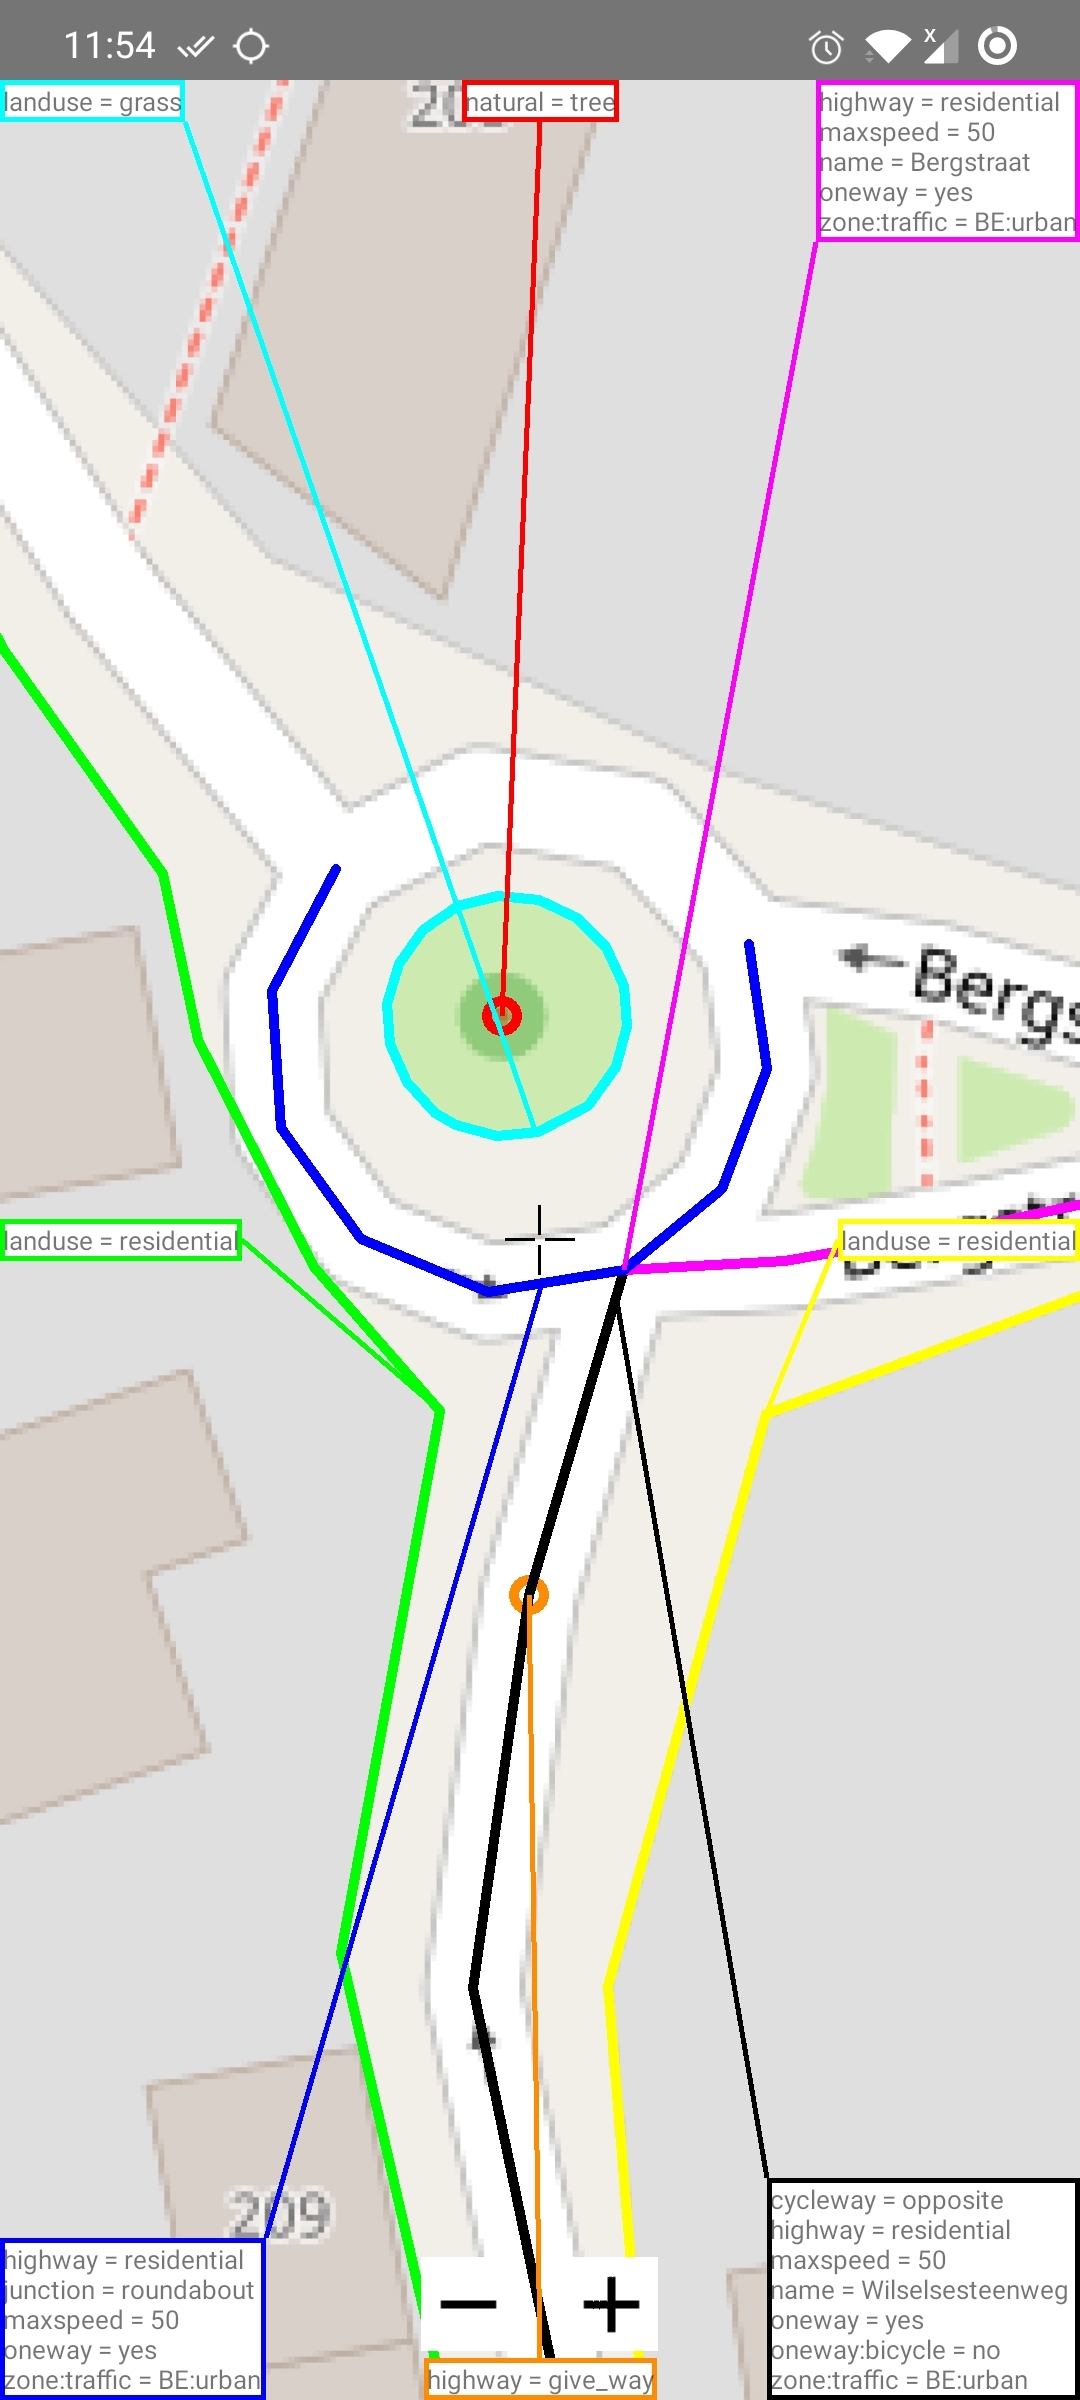 11:54
X
landuse = grass
natural = tree
highway = residential
maxspeed = 50
name = Bergstraat
oneway = yes
zone:traffic = BE:urban
Bergs
landuse = residential
landuse = residential
209
highway = residential
junction = roundabout
maxspeed = 50
oneway = yes
zone:traffic = BE:urban
highway = give_way
cycleway = opposite
highway = residential
maxspeed = 50
name = Wilselsesteenweg
oneway = yes
oneway:bicycle = no
zone:traffic = BE:urban